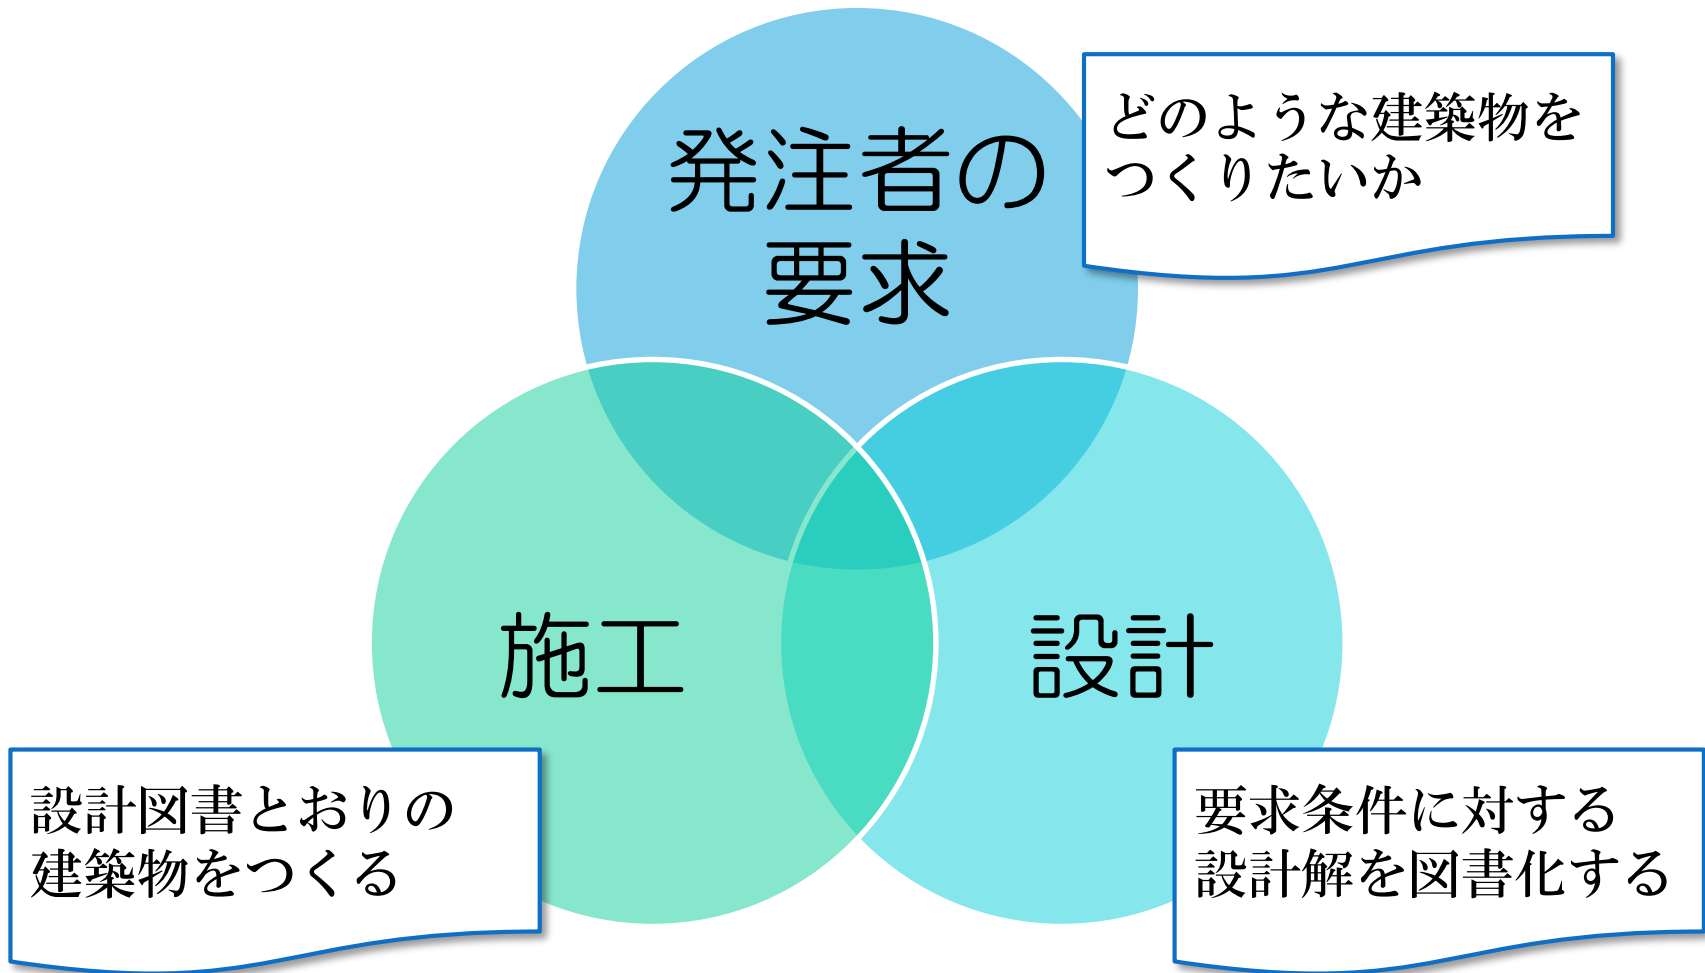 発注者の
要求
どのような建築物を
つくりたいか
施工
設計
設計図書とおりの
建築物をつくる
要求条件に対する
設計解を図書化する